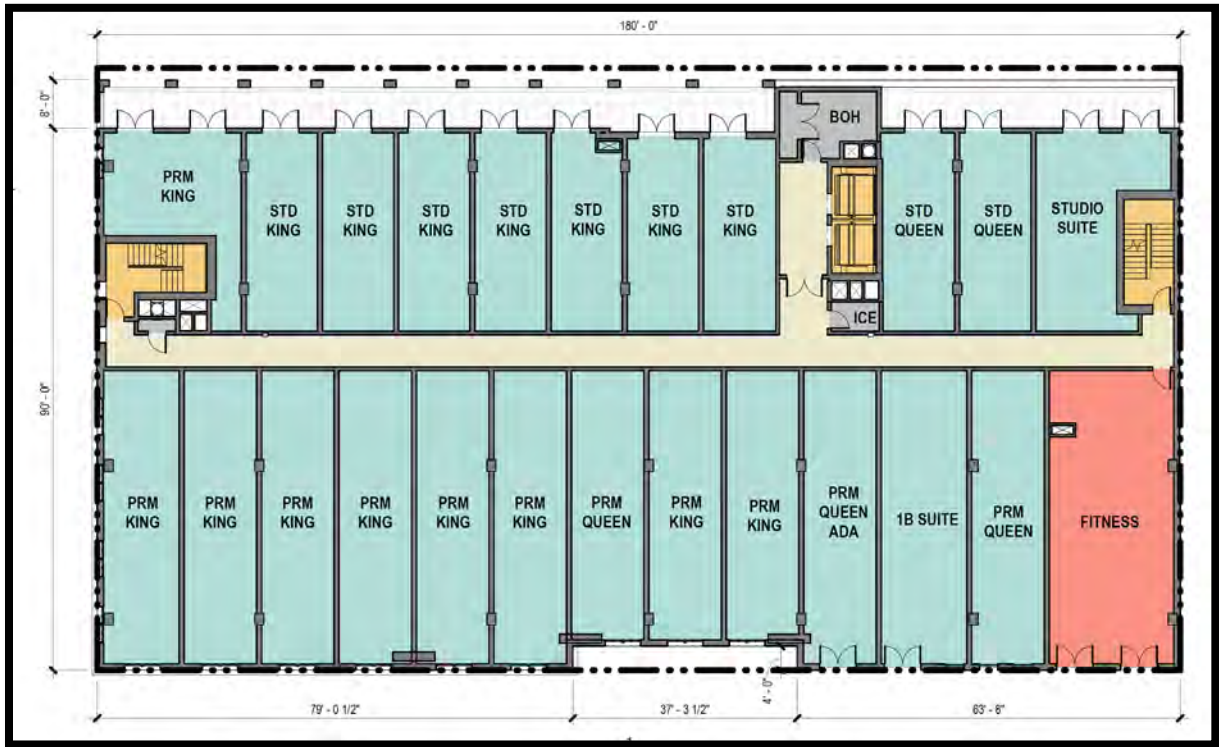 180' - 0"
8' - 0"
BOH
PRM
KING
STD
KING
STD
KING
STD
KING
STD
KING
STD
KING
STD
KING
STD
KING
STD
QUEEN
STD
QUEEN
STUDIO
SUITE
ICE
90' - 0"
PRM
KING
PRM
KING
PRM
KING
PRM
KING
PRM
KING
PRM
KING
PRM
QUEEN
PRM
KING
PRM
KING
PRM
QUEEN
ADA
1B SUITE
PRM
QUEEN
FITNESS
4' - 0"
79' - 0 1/2"
37' - 3 1/2"
63' - 6"